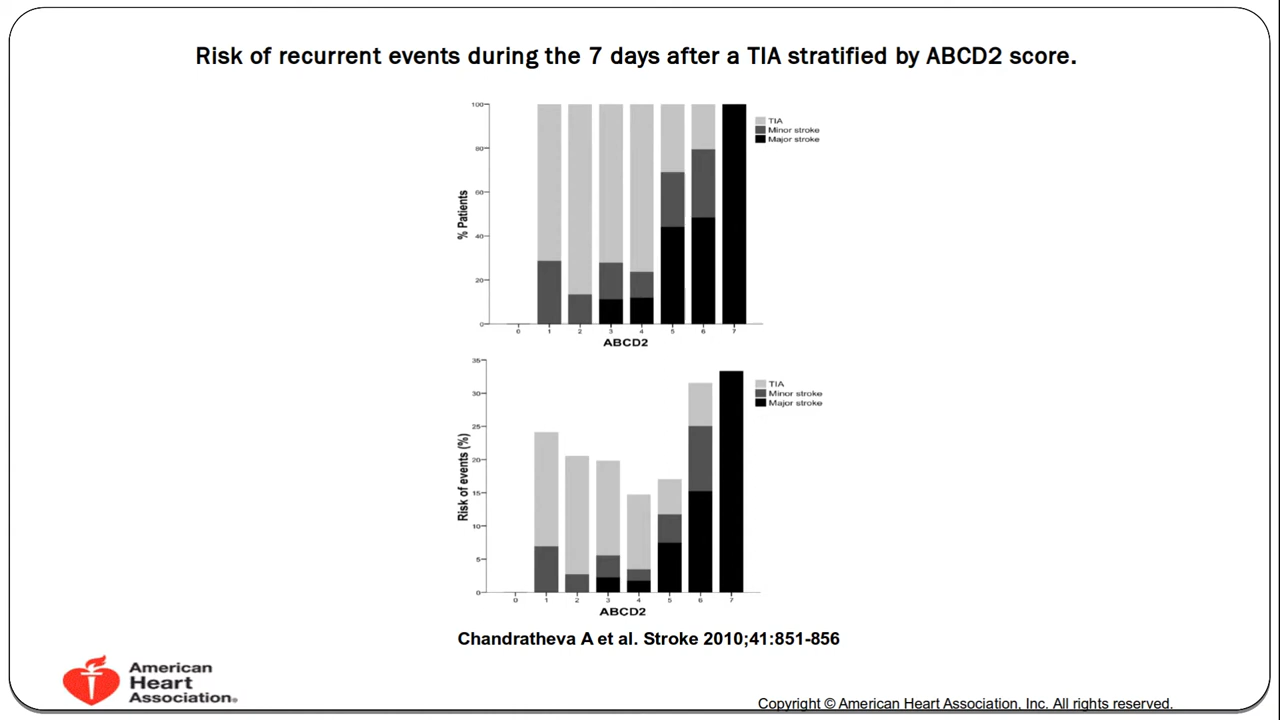 Risk of recurrent events during the 7 days after a TIA stratified by ABCD2 score.
100
80
60
40
20
0
% Patients
TIA
Minor stroke
Major stroke
0 1 2 3 4 5 6 7
ABCD2
35
30
25
20
15
10
5
0
Risk of events (%)
TIA
Minor stroke
Major stroke
0 1 2 3 4 5 6 7
ABCD2
Chandratheva A et al. Stroke 2010;41:851-856
American
Heart
Association®
Copyright © American Heart Association, Inc. All rights reserved.